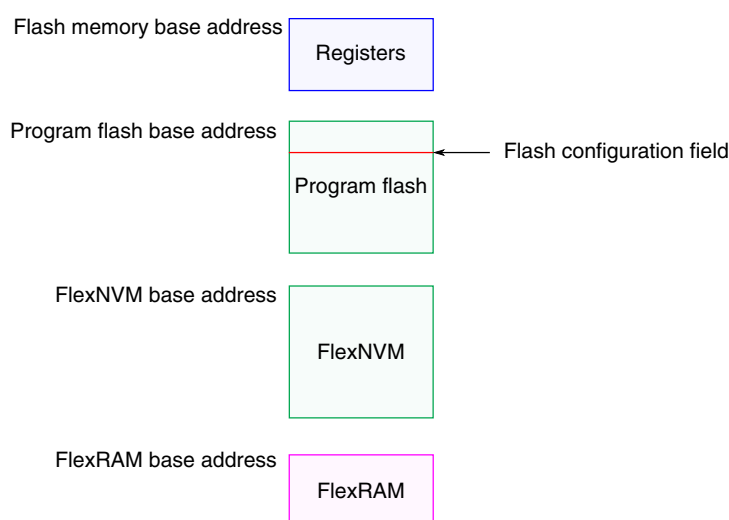 Flash memory base address
Registers
Program flash base address
Flash configuration field
Program flash
FlexNVM base address
FlexNVM
FlexRAM base address
FlexRAM